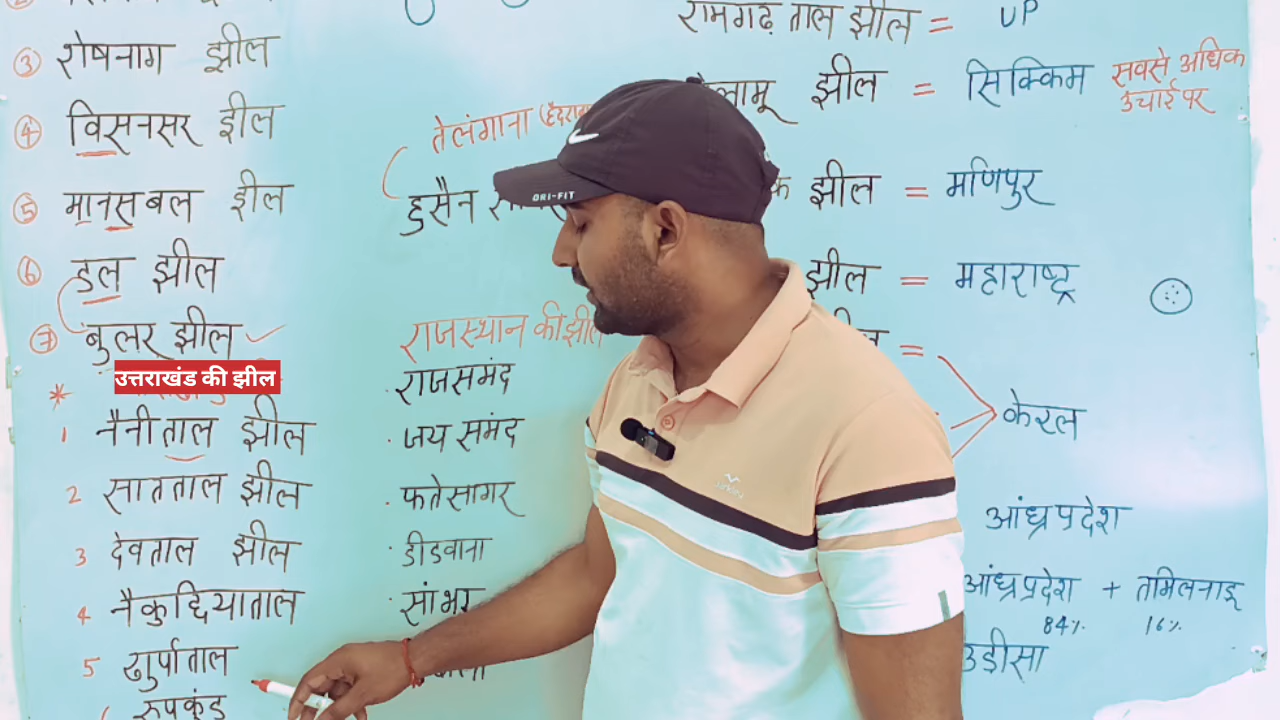 ③ शेषनाग झील
④ विसनसर झील
⑤ मानसबल झील
⑥ डल झील
⑦ बुलर झील
उत्तराखंड की झील
* 
1 नैनीताल झील
2 सातताल झील
3 देवताल झील
4 नैकुद्दियाताल
5 खुर्पाताल
रुपकुंड
तेलंगाना
हुसैन
राजस्थान की झील
· राजसमंद
· जय समंद
· फतेसागर
· डीडवाना
· सांभर
रामगढ़ ताल झील = UP
झील = सिक्किम सबसे अधिक
उंचाई पर
झील = मणिपुर
झील = महाराष्ट्र
=
केरल
आंध्रप्रदेश
आंध्रप्रदेश + तमिलनाडू
84% 16%
उड़ीसा
DRI-FIT